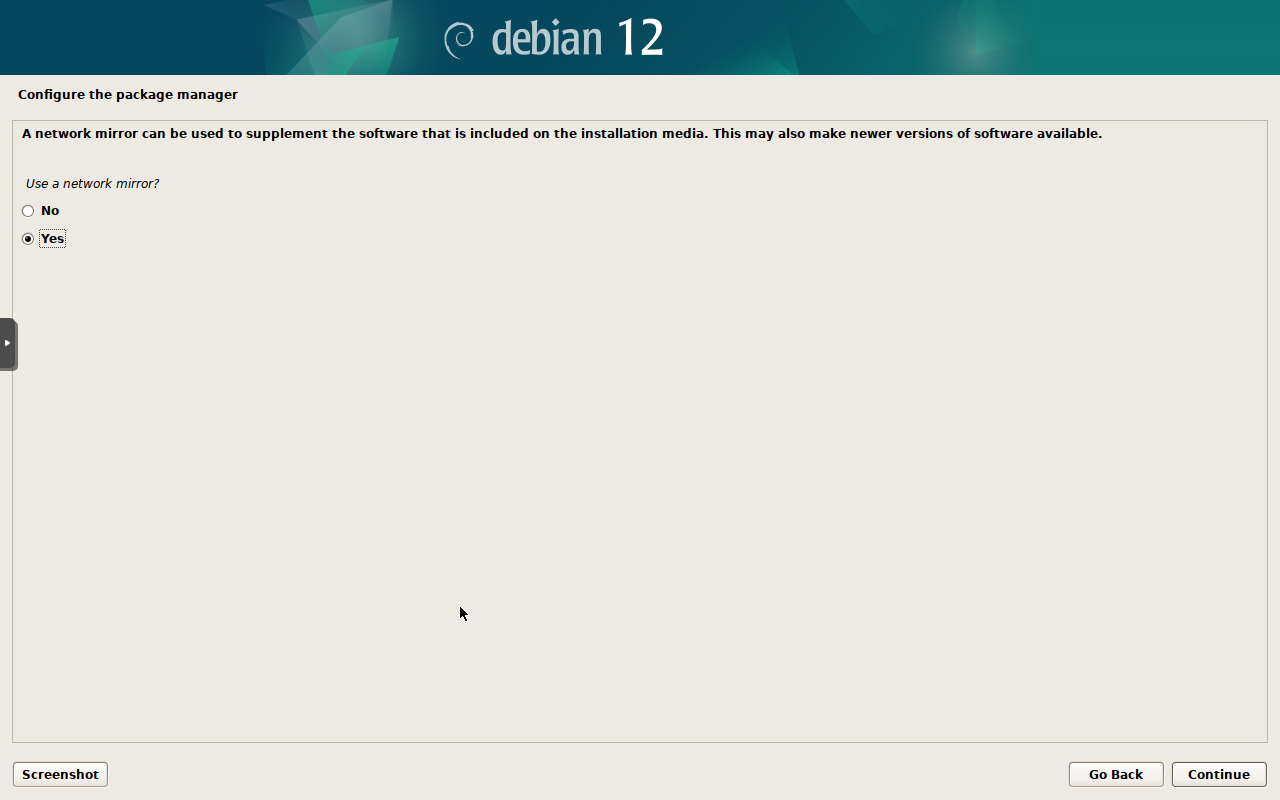 debian 12
Configure the package manager
A network mirror can be used to supplement the software that is included on the installation media. This may also make newer versions of software available.
Use a network mirror?
No
Yes
Screenshot
Go Back
Continue